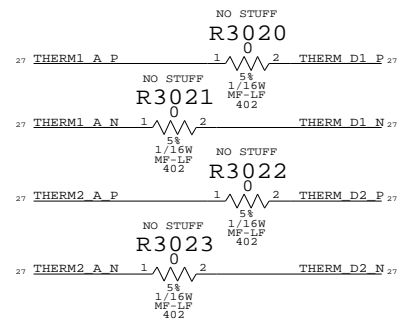 NO STUFF
R3020
0
27 THERM1_A_P 1 2 THERM_D1_P 27
5%
1/16W
MF-LF
402
NO STUFF
R3021
0
27 THERM1_A_N 1 2 THERM_D1_N 27
5%
1/16W
MF-LF
402
NO STUFF
R3022
0
27 THERM2_A_P 1 2 THERM_D2_P 27
5%
1/16W
MF-LF
402
NO STUFF
R3023
0
27 THERM2_A_N 1 2 THERM_D2_N 27
5%
1/16W
MF-LF
402